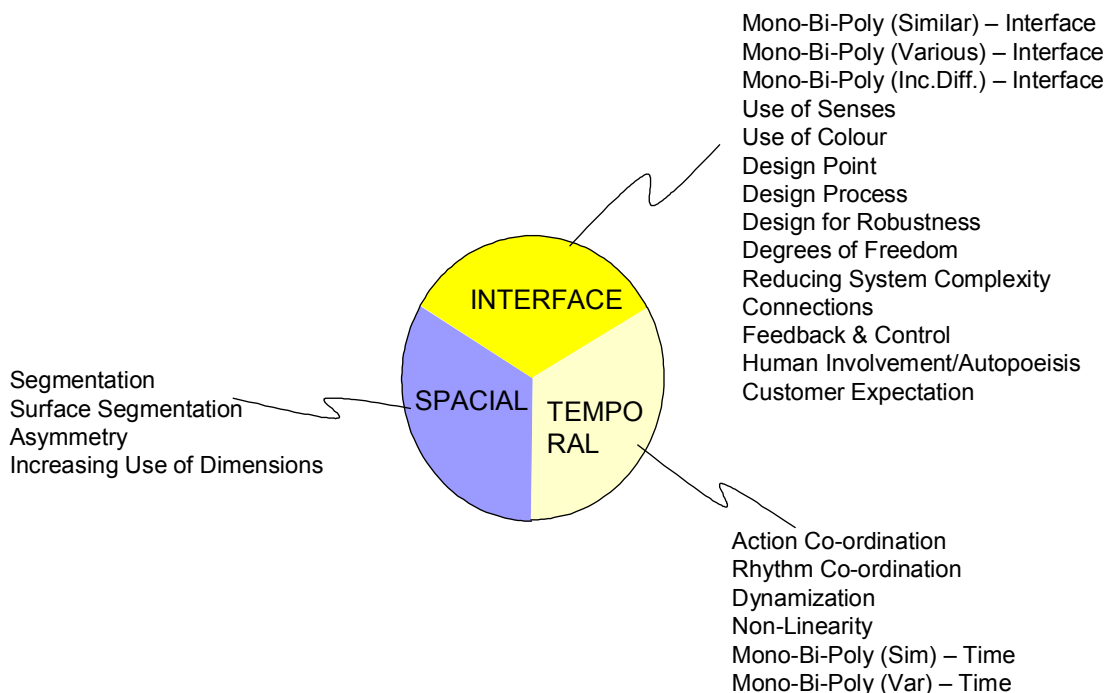 Mono-Bi-Poly (Similar) – Interface
Mono-Bi-Poly (Various) – Interface
Mono-Bi-Poly (Inc.Diff.) – Interface
Use of Senses
Use of Colour
Design Point
Design Process
Design for Robustness
Degrees of Freedom
Reducing System Complexity
Connections
Feedback & Control
Human Involvement/Autopoeisis
Customer Expectation
INTERFACE
SPACIAL
TEMPO
RAL
Segmentation
Surface Segmentation
Asymmetry
Increasing Use of Dimensions
Action Co-ordination
Rhythm Co-ordination
Dynamization
Non-Linearity
Mono-Bi-Poly (Sim) – Time
Mono-Bi-Poly (Var) – Time